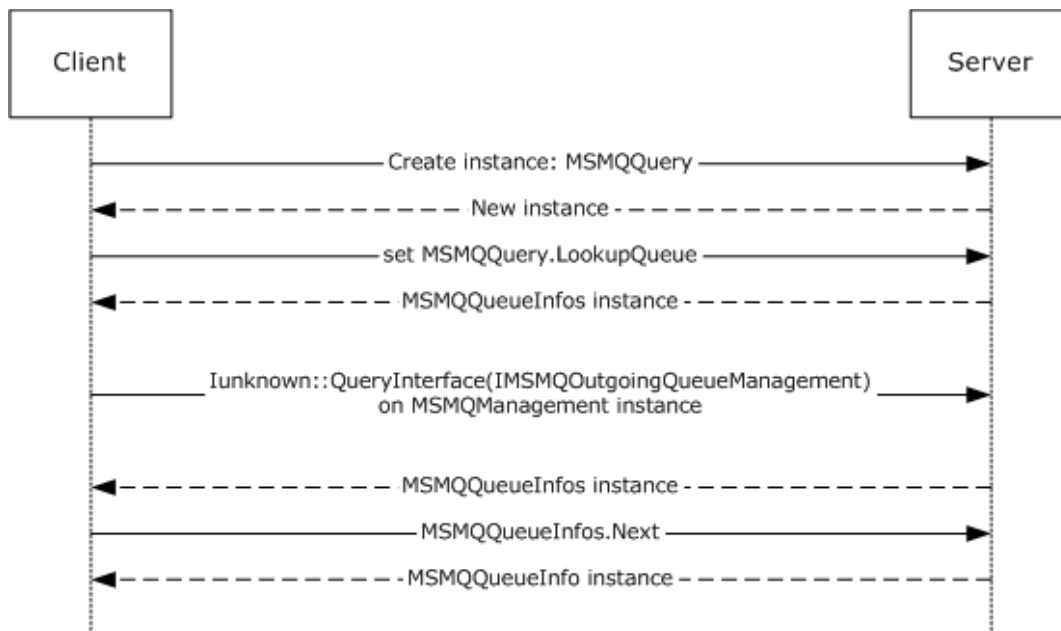 Client
Server
Create instance: MSMQQuery
New instance
set MSMQQuery.LookupQueue
MSMQQueueInfos instance
Iunknown::QueryInterface(IMSMQOutgoingQueueManagement)
on MSMQManagement instance
MSMQQueueInfos instance
MSMQQueueInfos.Next
MSMQQueueInfo instance